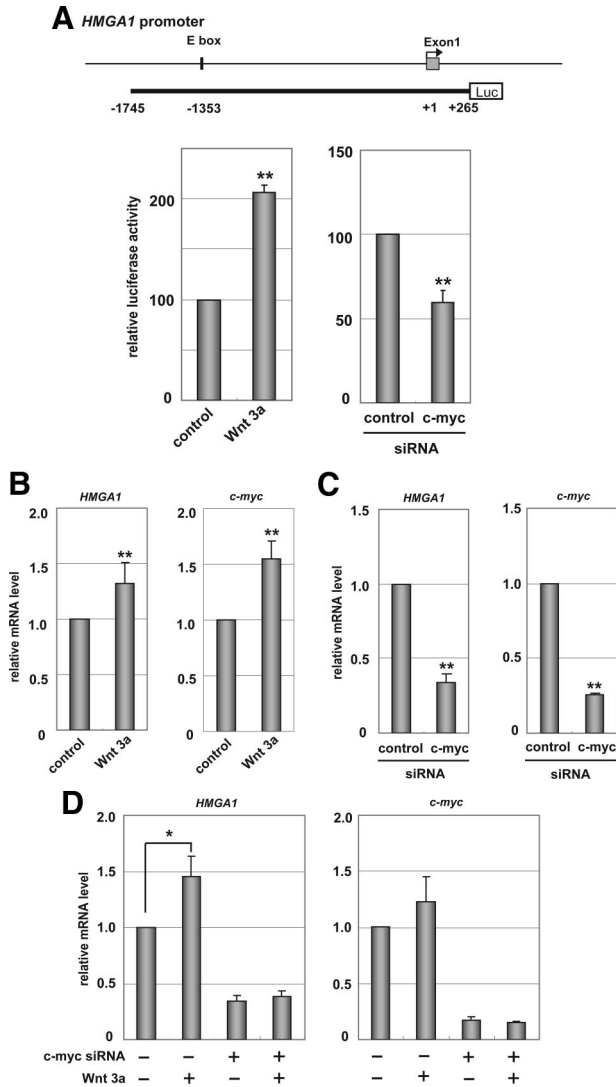 A HMGA1 promoter
E box Exon1
Luc
-1745 -1353 +1 +265
relative luciferase activity
200
100
0
**
control Wnt 3a
150
100
50
0
**
control c-myc
siRNA
B
HMGA1
relative mRNA level
2.0
1.5
1.0
0.5
0
**
control Wnt 3a
c-myc
2.0
1.5
1.0
0.5
0
**
control Wnt 3a
C
HMGA1
relative mRNA level
1.5
1.0
0.5
0
**
control c-myc
siRNA
c-myc
1.5
1.0
0.5
0
**
control c-myc
siRNA
D
HMGA1
relative mRNA level
2.0
1.5
1.0
0.5
0
*
c-myc
2.0
1.5
1.0
0.5
0
c-myc siRNA − − + + − − + +
Wnt 3a − + − + − + − +